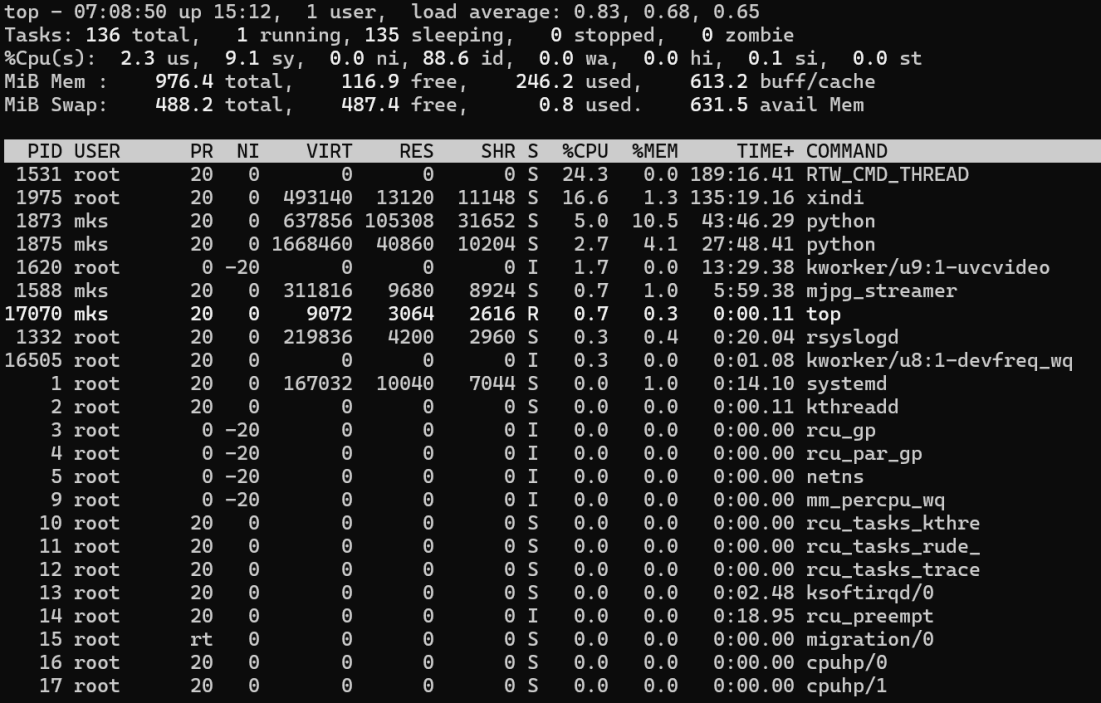 top - 07:08:50 up 15:12,  1 user,  load average: 0.83, 0.68, 0.65
Tasks: 136 total,   1 running, 135 sleeping,   0 stopped,   0 zombie
%Cpu(s):  2.3 us,  9.1 sy,  0.0 ni, 88.6 id,  0.0 wa,  0.0 hi,  0.1 si,  0.0 st
MiB Mem :    976.4 total,    116.9 free,    246.2 used,    613.2 buff/cache
MiB Swap:    488.2 total,    487.4 free,      0.8 used.    631.5 avail Mem
  PID USER      PR  NI    VIRT    RES    SHR S  %CPU  %MEM     TIME+ COMMAND
 1531 root      20   0       0      0      0 S  24.3   0.0 189:16.41 RTW_CMD_THREAD
 1975 root      20   0  493140  13120  11148 S  16.6   1.3 135:19.16 xindi
 1873 mks       20   0  637856 105308  31652 S   5.0  10.5  43:46.29 python
 1875 mks       20   0 1668460  40860  10204 S   2.7   4.1  27:48.41 python
 1620 root       0 -20       0      0      0 I   1.7   0.0  13:29.38 kworker/u9:1-uvcvideo
 1588 mks       20   0  311816   9680   8924 S   0.7   1.0   5:59.38 mjpg_streamer
17070 mks       20   0    9072   3064   2616 R   0.7   0.3   0:00.11 top
 1332 root      20   0  219836   4200   2960 S   0.3   0.4   0:20.04 rsyslogd
16505 root      20   0       0      0      0 I   0.3   0.0   0:01.08 kworker/u8:1-devfreq_wq
    1 root      20   0  167032  10040   7044 S   0.0   1.0   0:14.10 systemd
    2 root      20   0       0      0      0 S   0.0   0.0   0:00.11 kthreadd
    3 root       0 -20       0      0      0 I   0.0   0.0   0:00.00 rcu_gp
    4 root       0 -20       0      0      0 I   0.0   0.0   0:00.00 rcu_par_gp
    5 root       0 -20       0      0      0 I   0.0   0.0   0:00.00 netns
    9 root       0 -20       0      0      0 I   0.0   0.0   0:00.00 mm_percpu_wq
   10 root      20   0       0      0      0 S   0.0   0.0   0:00.00 rcu_tasks_kthre
   11 root      20   0       0      0      0 S   0.0   0.0   0:00.00 rcu_tasks_rude_
   12 root      20   0       0      0      0 S   0.0   0.0   0:00.00 rcu_tasks_trace
   13 root      20   0       0      0      0 S   0.0   0.0   0:02.48 ksoftirqd/0
   14 root      20   0       0      0      0 I   0.0   0.0   0:18.95 rcu_preempt
   15 root      rt   0       0      0      0 S   0.0   0.0   0:00.00 migration/0
   16 root      20   0       0      0      0 S   0.0   0.0   0:00.00 cpuhp/0
   17 root      20   0       0      0      0 S   0.0   0.0   0:00.00 cpuhp/1